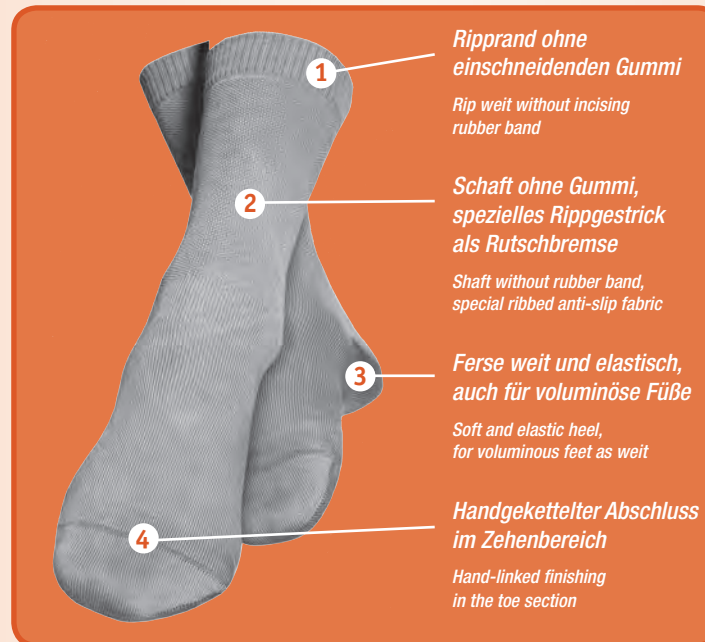 1
Ripprand ohne
einschneidenden Gummi
Rip weit without incising
rubber band
2
Schaft ohne Gummi,
spezielles Rippgestrick
als Rutschbremse
Shaft without rubber band,
special ribbed anti-slip fabric
3
Ferse weit und elastisch,
auch für voluminöse Füße
Soft and elastic heel,
for voluminous feet as weit
4
Handgekettelter Abschluss
im Zehenbereich
Hand-linked finishing
in the toe section